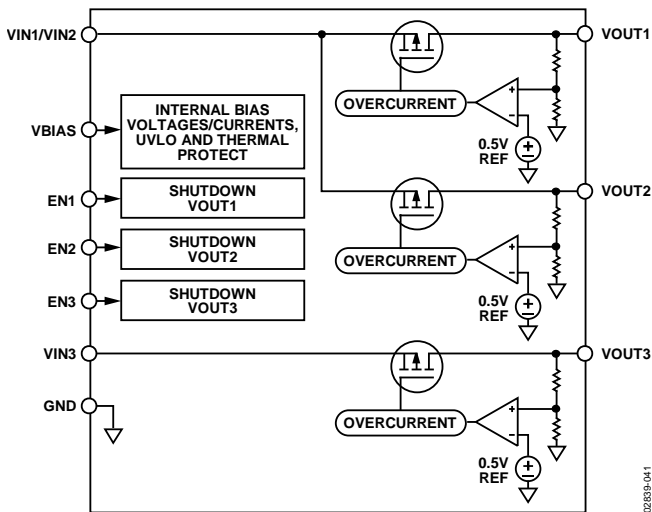 VIN1/VIN2
VOUT1
OVERCURRENT
+
−
0.5V
REF
+
−
VBIAS
INTERNAL BIAS
VOLTAGES/CURRENTS,
UVLO AND THERMAL
PROTECT
EN1
SHUTDOWN
VOUT1
VOUT2
EN2
SHUTDOWN
VOUT2
OVERCURRENT
+
−
0.5V
REF
+
−
EN3
SHUTDOWN
VOUT3
VIN3
VOUT3
GND
OVERCURRENT
+
−
0.5V
REF
+
−
02839-041